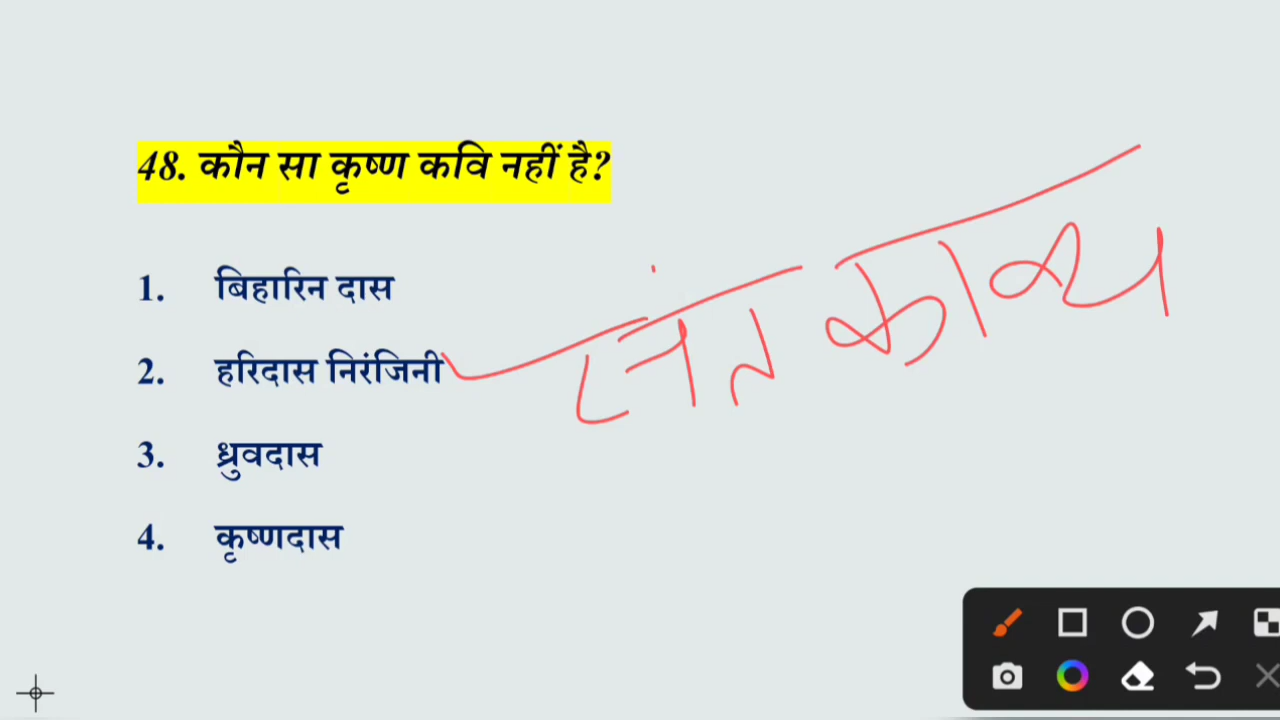 48. कौन सा कृष्ण कवि नहीं है?
1. बिहारिन दास
2. हरिदास निरंजिनी
संत काव्य
3. ध्रुवदास
4. कृष्णदास